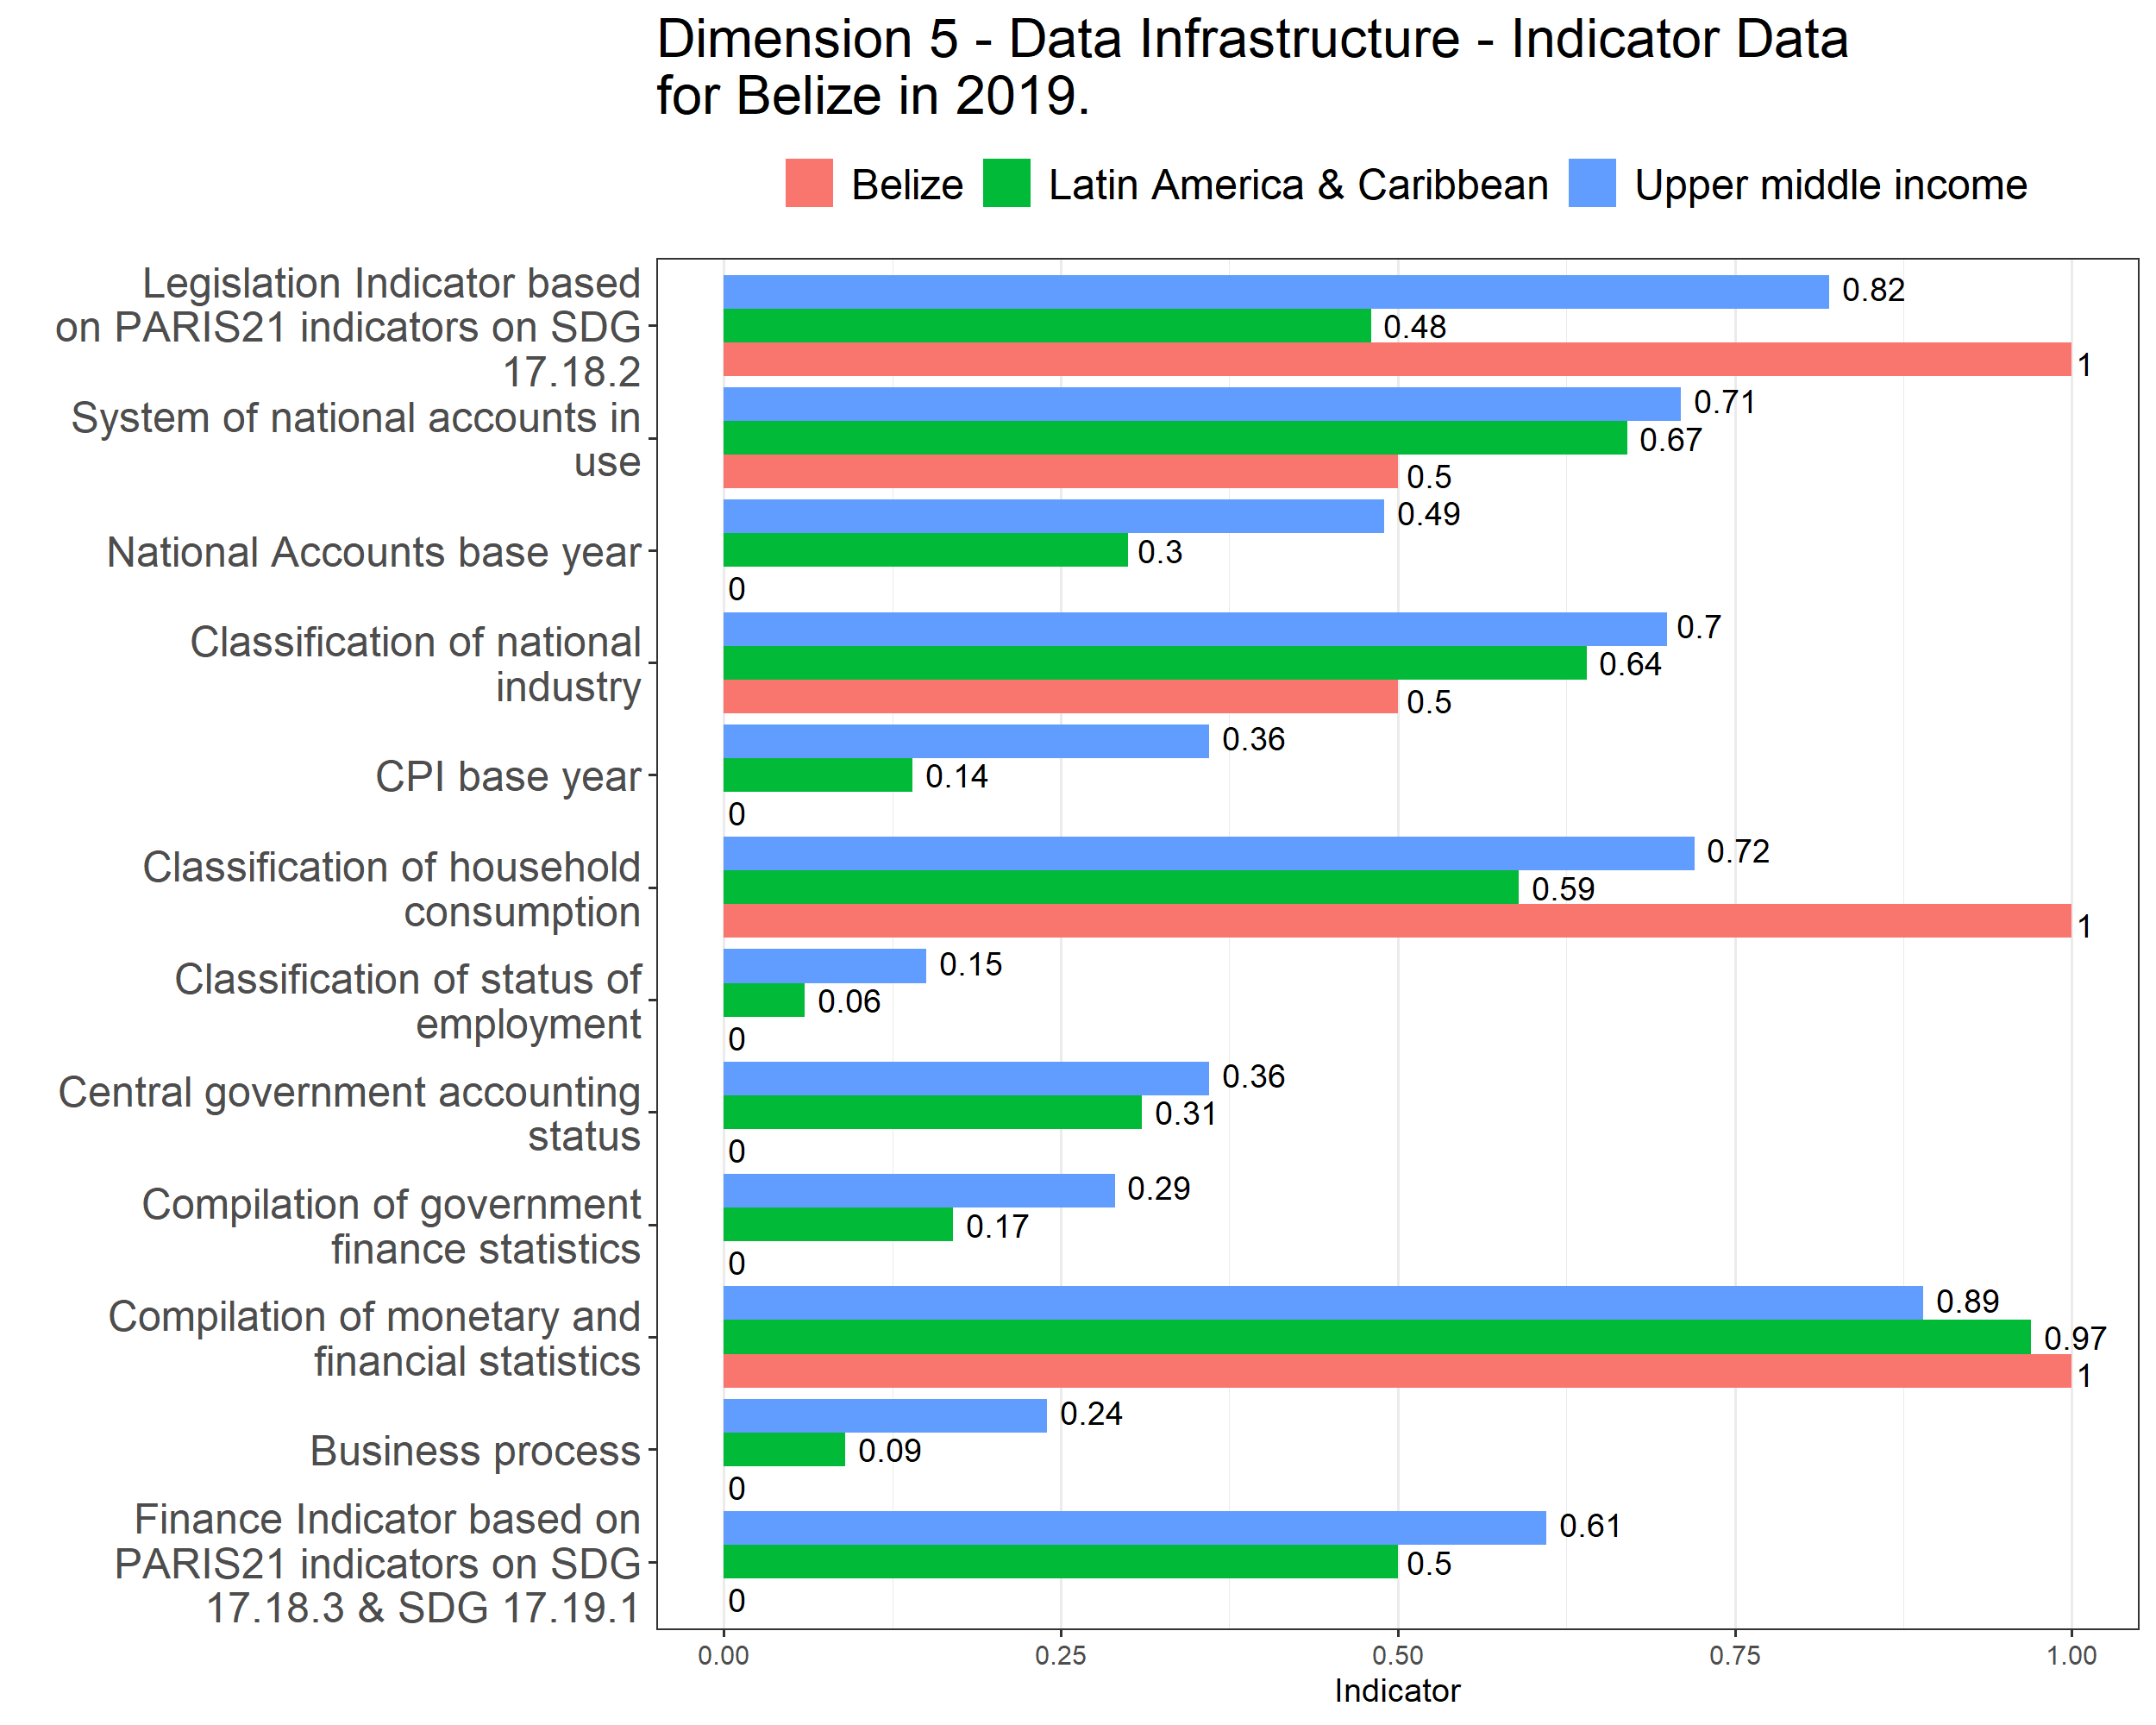 Dimension 5 - Data Infrastructure - Indicator Data
for Belize in 2019.
Belize
Latin America & Caribbean
Upper middle income
Legislation Indicator based
on PARIS21 indicators on SDG
17.18.2
0.82
0.48
1
System of national accounts in
use
0.71
0.67
0.5
National Accounts base year
0.49
0.3
0
Classification of national
industry
0.7
0.64
0.5
CPI base year
0.36
0.14
0
Classification of household
consumption
0.72
0.59
1
Classification of status of
employment
0.15
0.06
0
Central government accounting
status
0.36
0.31
0
Compilation of government
finance statistics
0.29
0.17
0
Compilation of monetary and
financial statistics
0.89
0.97
1
Business process
0.24
0.09
0
Finance Indicator based on
PARIS21 indicators on SDG
17.18.3 & SDG 17.19.1
0.61
0.5
0
0.00
0.25
0.50
0.75
1.00
Indicator